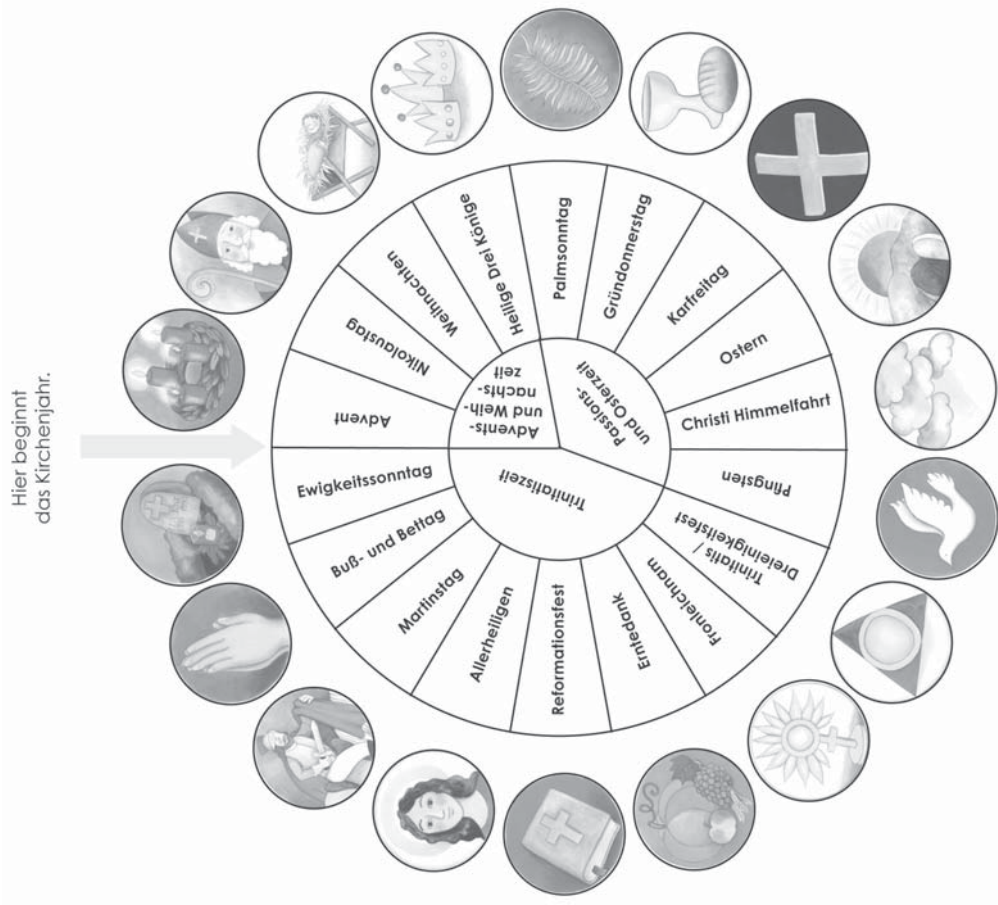 Hier beginnt
das Kirchenjahr.
Advent
Nikolaustag
Weihnachten
Heilige Drei Könige
Palmsonntag
Gründonnerstag
Karfreitag
Ostern
Christi Himmelfahrt
Pfingsten
Trinitatis /
Dreieinigkeitsfest
Fronleichnam
Erntedank
Reformationsfest
Allerheiligen
Martinstag
Buß- und Bettag
Ewigkeitssonntag
Advents-
und Weih-
nachts-
zeit
Passions-
und Osterzeit
Trinitatiszeit